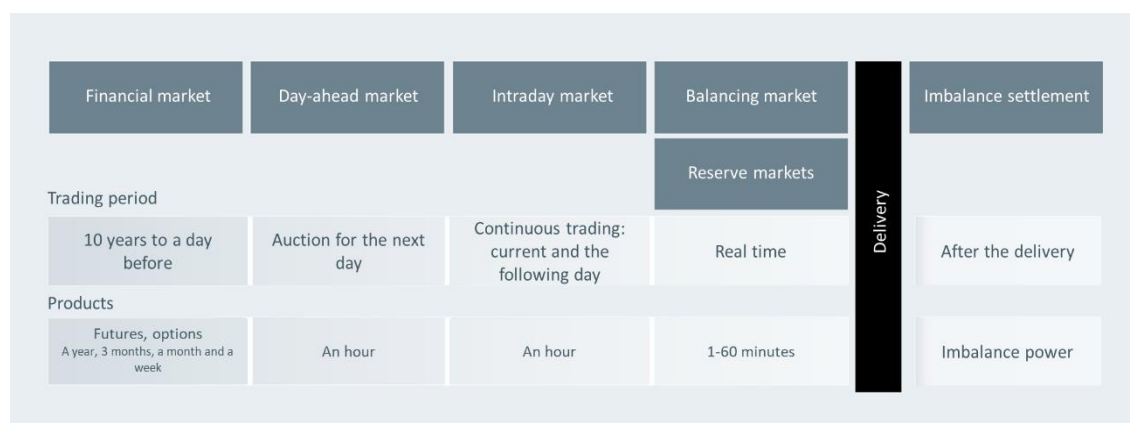 Financial market
Day-ahead market
Intraday market
Balancing market
Imbalance settlement
Reserve markets
Delivery
Trading period
10 years to a day
before
Auction for the next
day
Continuous trading:
current and the
following day
Real time
After the delivery
Products
Futures, options
A year, 3 months, a month and a
week
An hour
An hour
1-60 minutes
Imbalance power